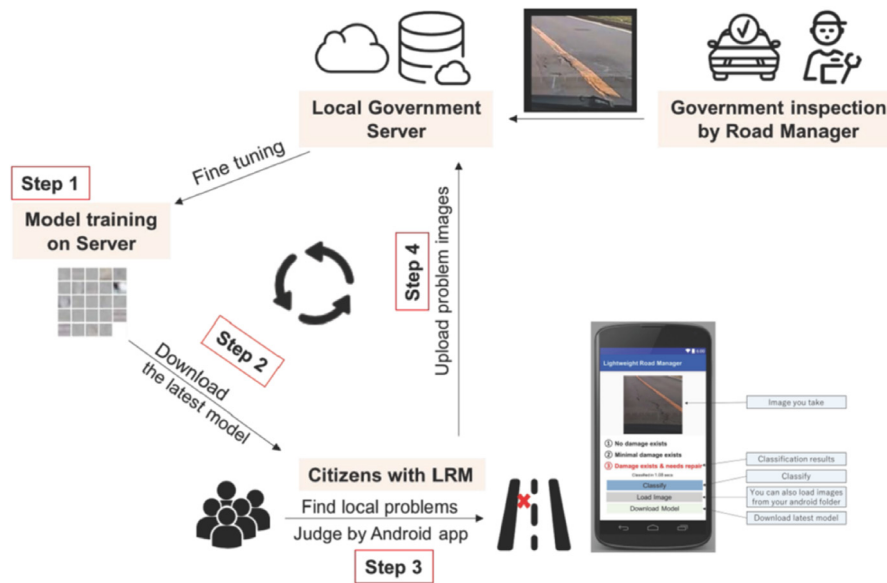 Local Government
Server
Government inspection
by Road Manager
Fine tuning
Step 1
Model training
on Server
Step 2
Download
the latest model
Step 4
Upload problem images
Citizens with LRM
Find local problems
Judge by Android app
Step 3
Lightweight Road Manager
① No damage exists
② Minimal damage exists
③ Damage exists & needs repair
Classify
Load Image
Download Model
Image you take
Classification results
Classify
You can also load images
from your android folder
Download latest model